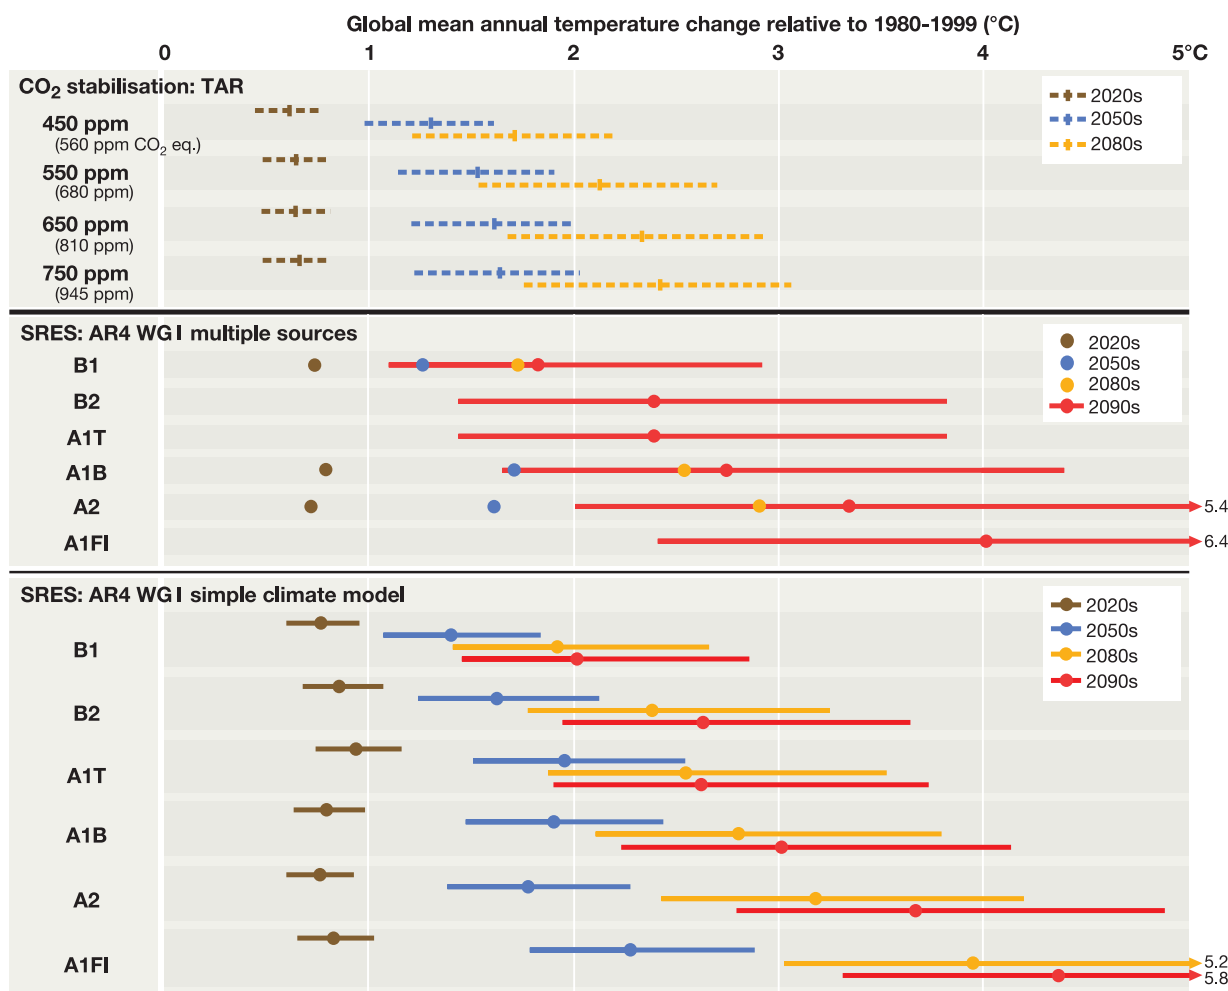 Global mean annual temperature change relative to 1980-1999 (°C)
0 1 2 3 4 5°C
CO2 stabilisation: TAR
2020s
2050s
2080s
450 ppm
(560 ppm CO2 eq.)
550 ppm
(680 ppm)
650 ppm
(810 ppm)
750 ppm
(945 ppm)
SRES: AR4 WG I multiple sources
2020s
2050s
2080s
2090s
B1
B2
A1T
A1B
A2
5.4
A1FI
6.4
SRES: AR4 WG I simple climate model
2020s
2050s
2080s
2090s
B1
B2
A1T
A1B
A2
A1FI
5.2
5.8